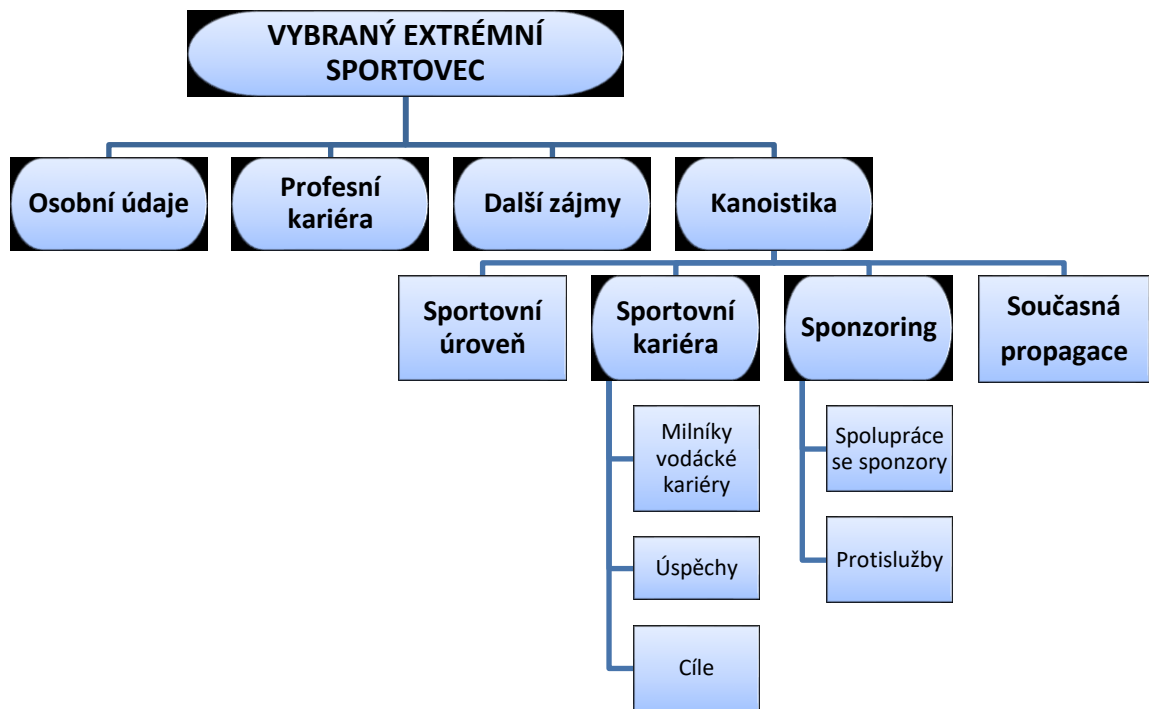 VYBRANÝ EXTRÉMNÍ
SPORTOVEC
Osobní údaje
Profesní
kariéra
Další zájmy
Kanoistika
Sportovní
úroveň
Sportovní
kariéra
Sponzoring
Současná
propagace
Milníky
vodácké
kariéry
Úspěchy
Cíle
Spolupráce
se sponzory
Protislužby